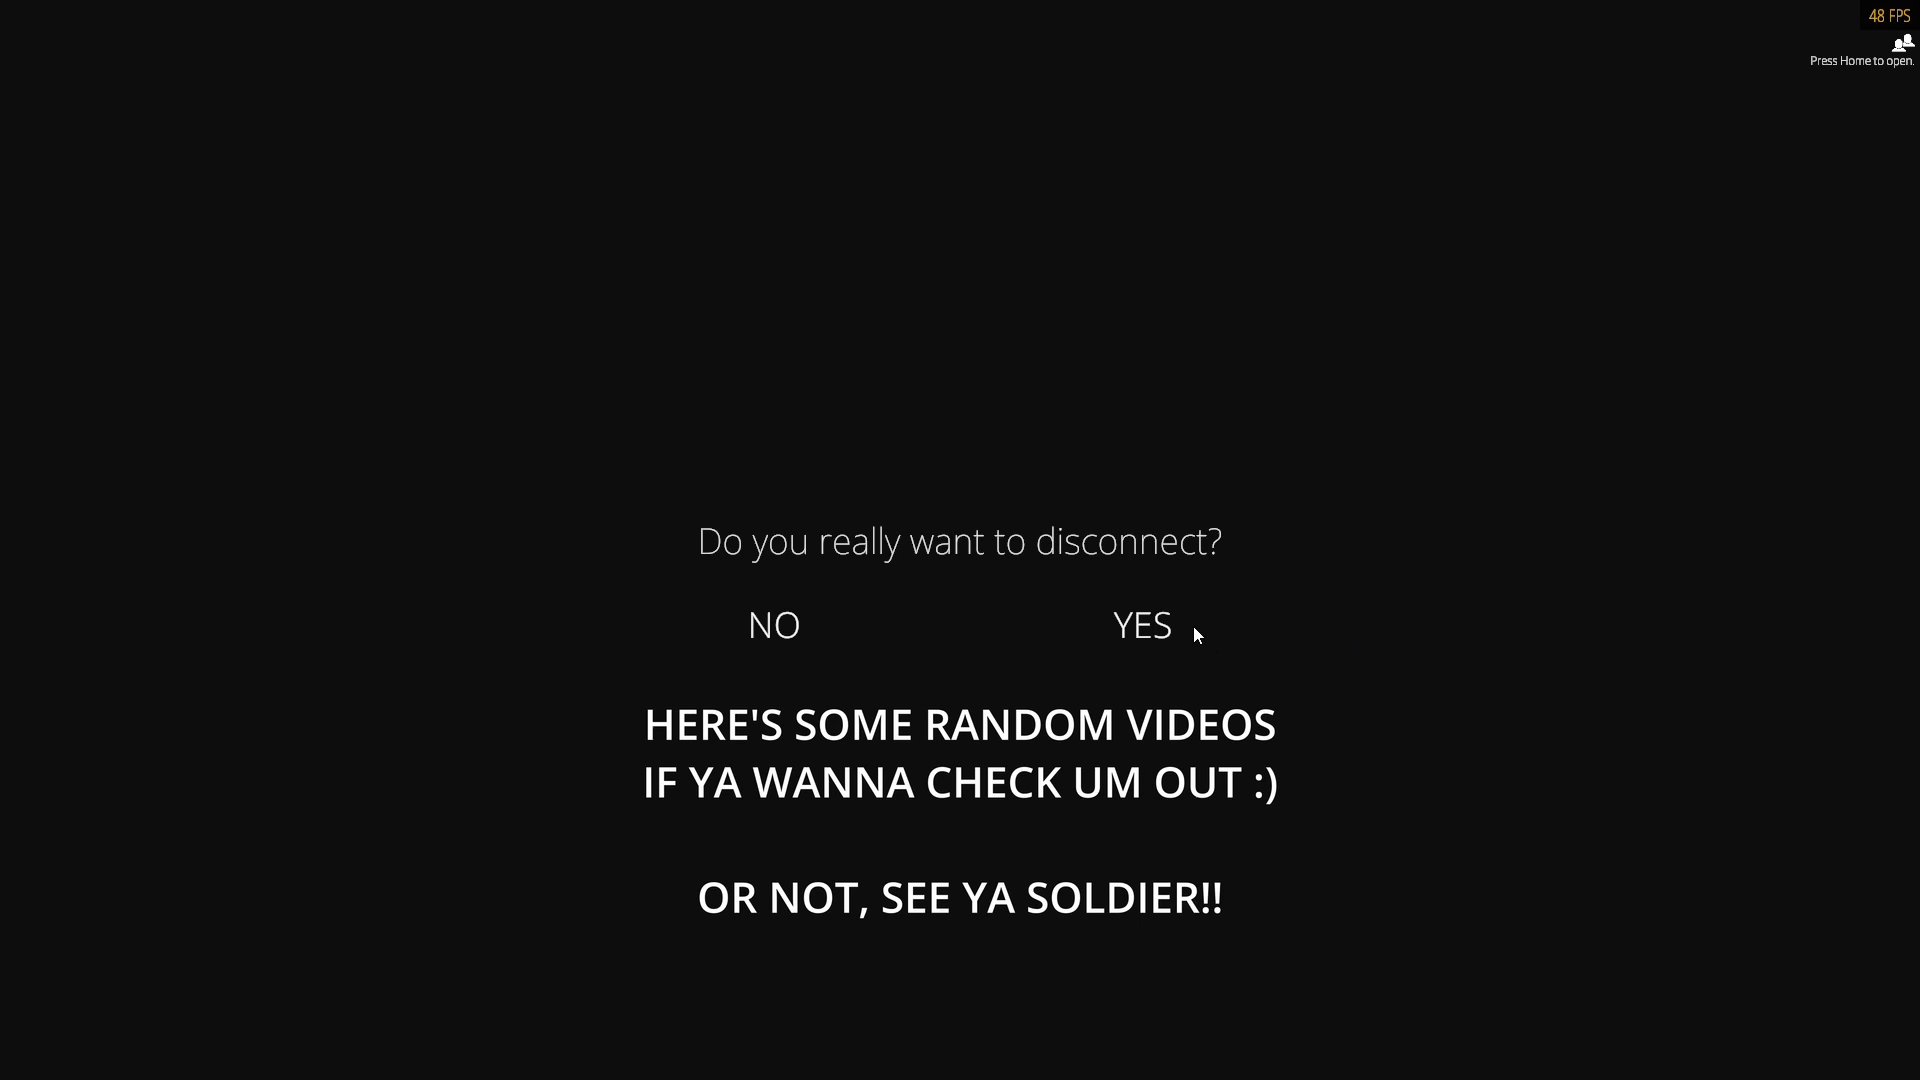 48 FPS
Press Home to open.
Do you really want to disconnect?
NO YES
HERE'S SOME RANDOM VIDEOS
IF YA WANNA CHECK UM OUT :)
OR NOT, SEE YA SOLDIER!!